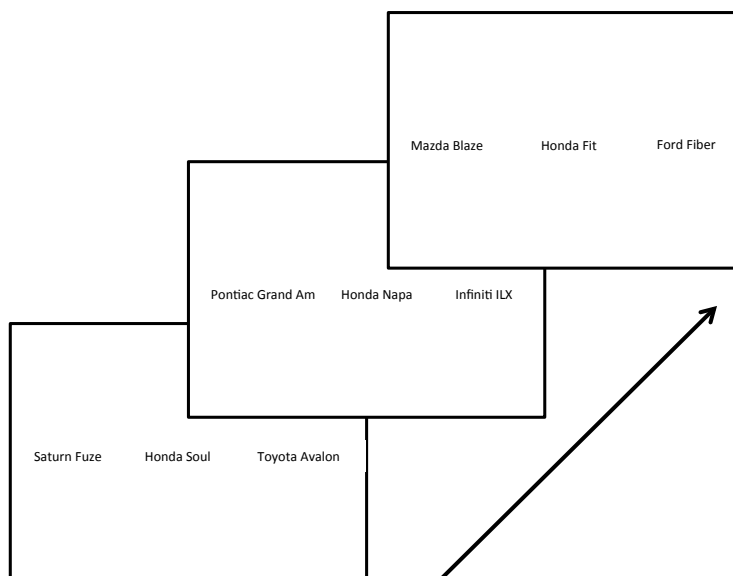 Mazda Blaze Honda Fit Ford Fiber
Pontiac Grand Am Honda Napa Infiniti ILX
Saturn Fuze Honda Soul Toyota Avalon